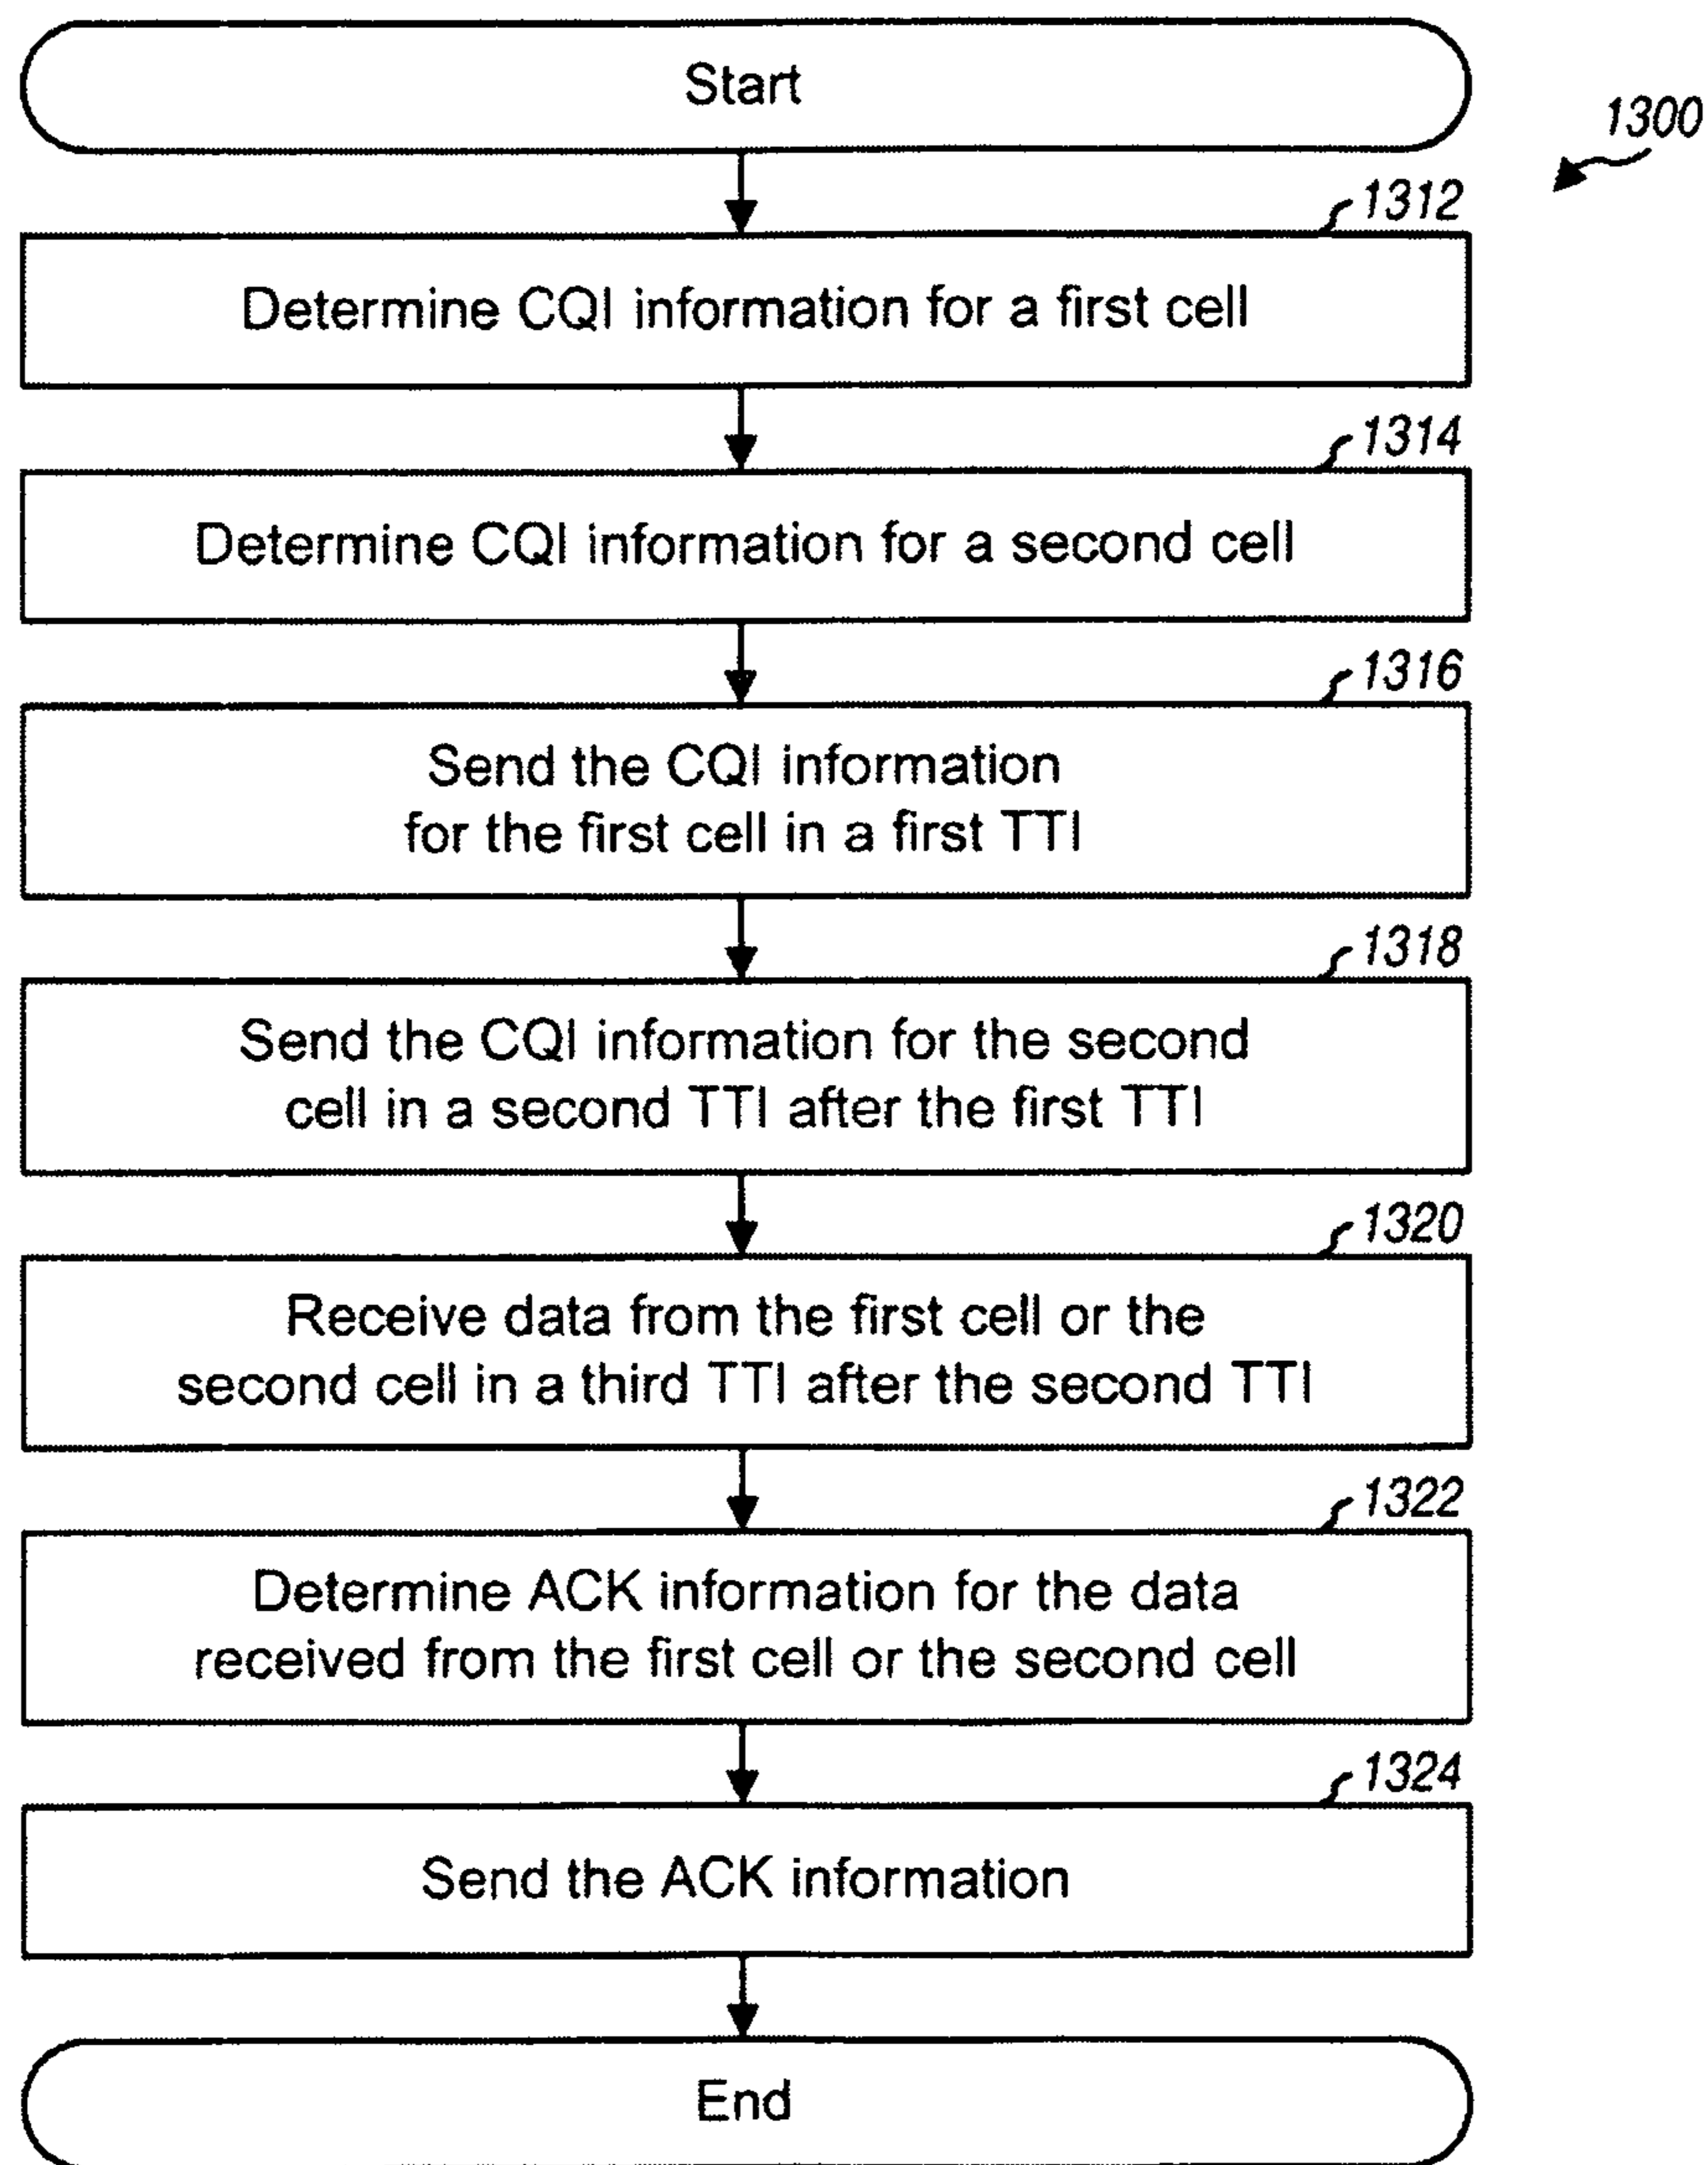 Start
1300
1312
Determine CQI information for a first cell
1314
Determine CQI information for a second cell
1316
Send the CQI information
for the first cell in a first TTI
1318
Send the CQI information for the second
cell in a second TTI after the first TTI
1320
Receive data from the first cell or the
second cell in a third TTI after the second TTI
1322
Determine ACK information for the data
received from the first cell or the second cell
1324
Send the ACK information
End